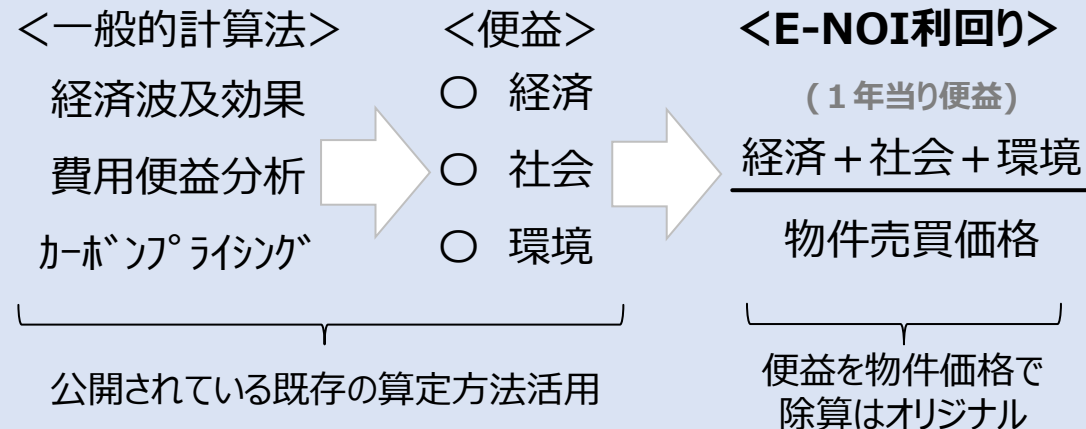 ＜一般的計算法＞ ＜便益＞ ＜E-NOI利回り＞
(１年当り便益)
経済波及効果 〇 経済
経済＋社会＋環境
費用便益分析 〇 社会
物件売買価格
ｶｰﾎﾞﾝﾌﾟﾗｲｼﾝｸﾞ 〇 環境
公開されている既存の算定方法活用
便益を物件価格で
除算はオリジナル